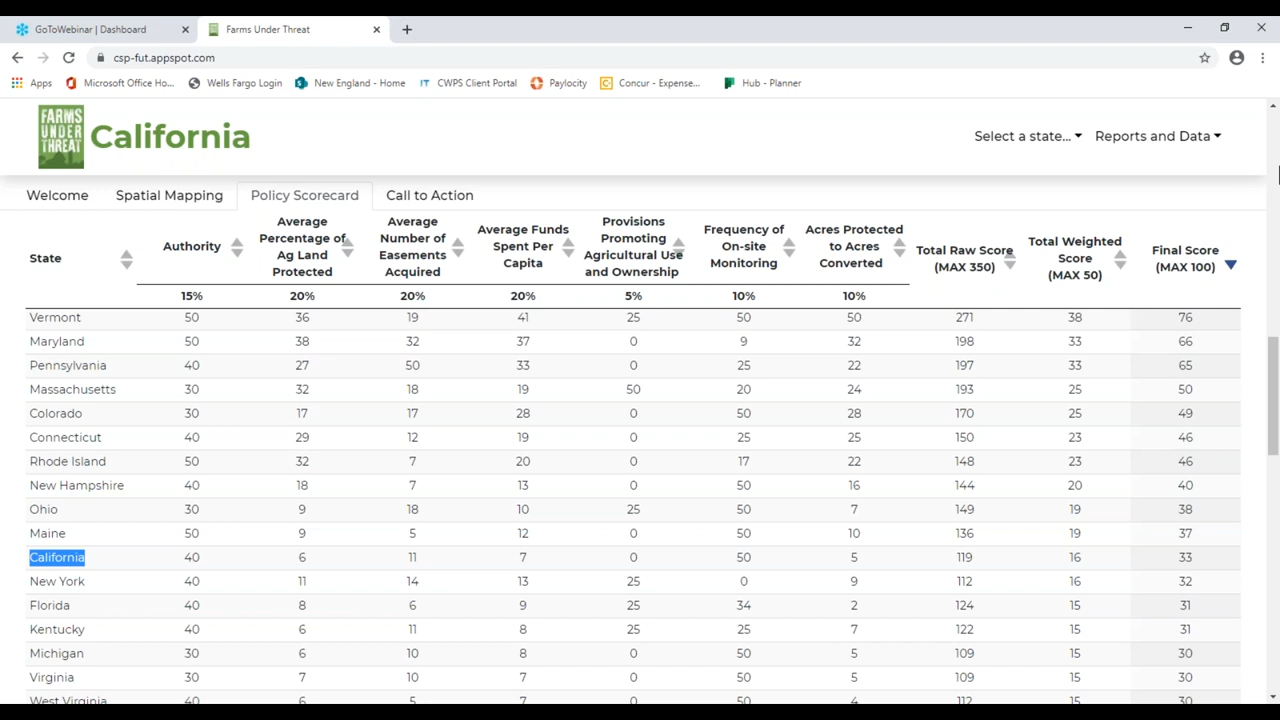 GoToWebinar | Dashboard
Farms Under Threat
csp-fut.appspot.com
Apps
Microsoft Office Ho...
Wells Fargo Login
New England - Home
CWPS Client Portal
Paylocity
Concur - Expense...
Hub - Planner
FARMS
UNDER
THREAT
California
Select a state...
Reports and Data
Welcome
Spatial Mapping
Policy Scorecard
Call to Action
State
Authority
Average
Percentage of
Ag Land
Protected
Average
Number of
Easements
Acquired
Average Funds
Spent Per
Capita
Provisions
Promoting
Agricultural Use
and Ownership
Frequency of
On-site
Monitoring
Acres Protected
to Acres
Converted
Total Raw Score
(MAX 350)
Total Weighted
Score
(MAX 50)
Final Score
(MAX 100)
15% 20% 20% 20% 5% 10% 10%
Vermont 50 36 19 41 25 50 50 271 38 76
Maryland 50 38 32 37 0 9 32 198 33 66
Pennsylvania 40 27 50 33 0 25 22 197 33 65
Massachusetts 30 32 18 19 50 20 24 193 25 50
Colorado 30 17 17 28 0 50 28 170 25 49
Connecticut 40 29 12 19 0 25 25 150 23 46
Rhode Island 50 32 7 20 0 17 22 148 23 46
New Hampshire 40 18 7 13 0 50 16 144 20 40
Ohio 30 9 18 10 25 50 7 149 19 38
Maine 50 9 5 12 0 50 10 136 19 37
California 40 6 11 7 0 50 5 119 16 33
New York 40 11 14 13 25 0 9 112 16 32
Florida 40 8 6 9 25 34 2 124 15 31
Kentucky 40 6 11 8 25 25 7 122 15 31
Michigan 30 6 10 8 0 50 5 109 15 30
Virginia 30 7 10 7 0 50 5 109 15 30
West Virginia 40 6 5 7 0 50 4 112 15 30